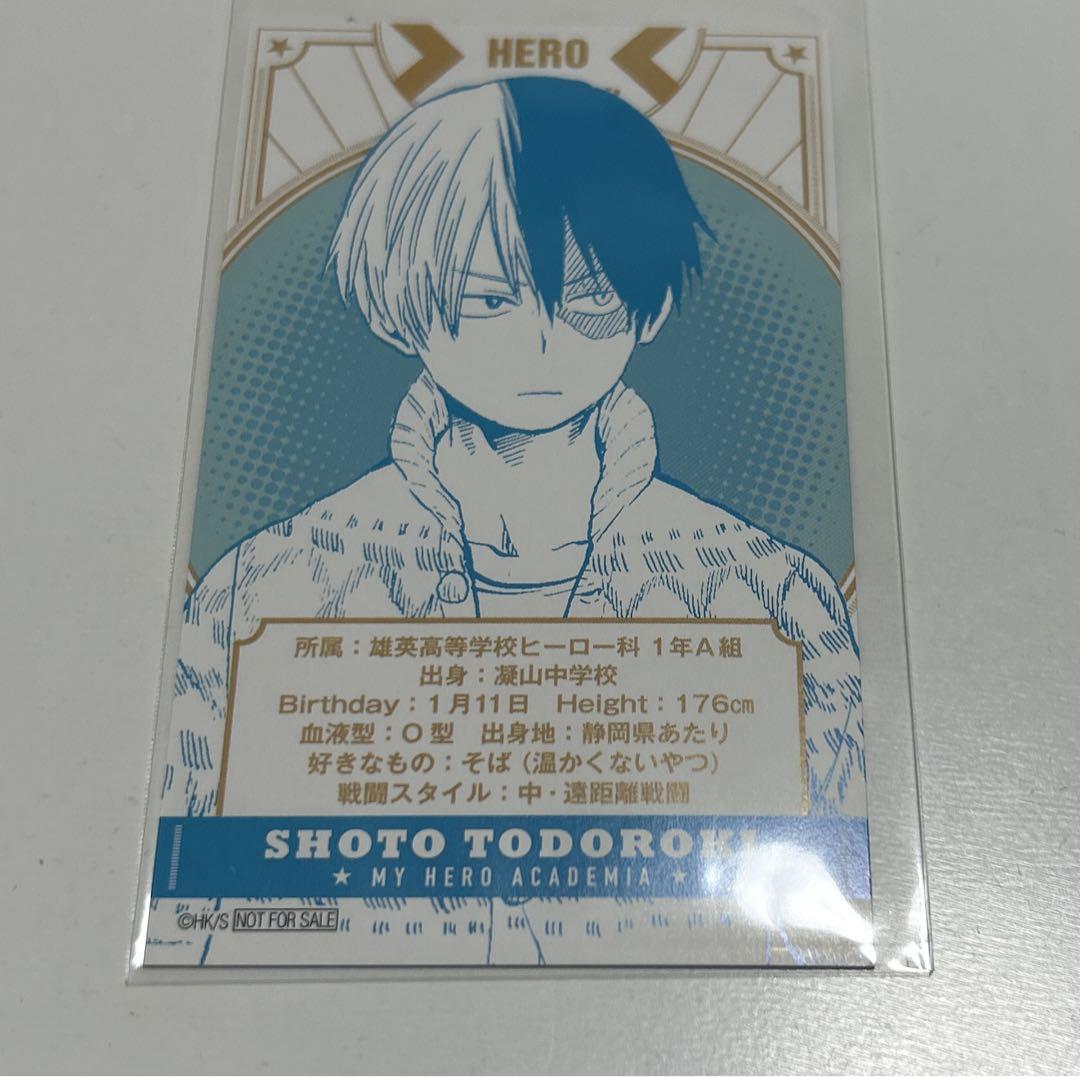 HERO
所属：雄英高等学校ヒーロー科 1年A組
出身：凝山中学校
Birthday：1月11日　Height：176cm
血液型：O型　出身地：静岡県あたり
好きなもの：そば（温かくないやつ）
戦闘スタイル：中・遠距離戦闘
SHOTO TODOROKI
★ MY HERO ACADEMIA ★
©HK/S NOT FOR SALE